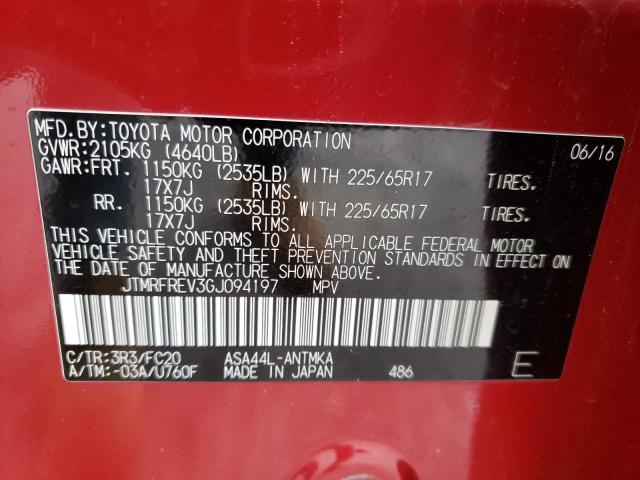 MFD.BY:TOYOTA MOTOR CORPORATION 06/16
GVWR:2105KG (4640LB)
GAWR:FRT. 1150KG (2535LB) WITH 225/65R17 TIRES.
17X7J RIMS.
RR. 1150KG (2535LB) WITH 225/65R17 TIRES.
17X7J RIMS.
THIS VEHICLE CONFORMS TO ALL APPLICABLE FEDERAL MOTOR
VEHICLE SAFETY AND THEFT PREVENTION STANDARDS IN EFFECT ON
THE DATE OF MANUFACTURE SHOWN ABOVE.
JTMRFREV3GJ094197 MPV
C/TR:3R3/FC20 ASA44L-ANTMKA
A/TM:-03A/U760F MADE IN JAPAN 486 E